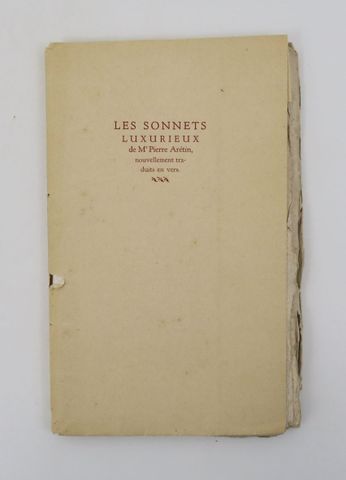 LES SONNETS
LUXURIEUX
de Mr Pierre Arétin,
nouvellement tra-
duits en vers.